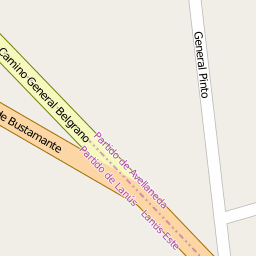 General Pinto
Camino General Belgrano
de Bustamante
Partido de Avellaneda
Partido de Lanús
Lanús Este